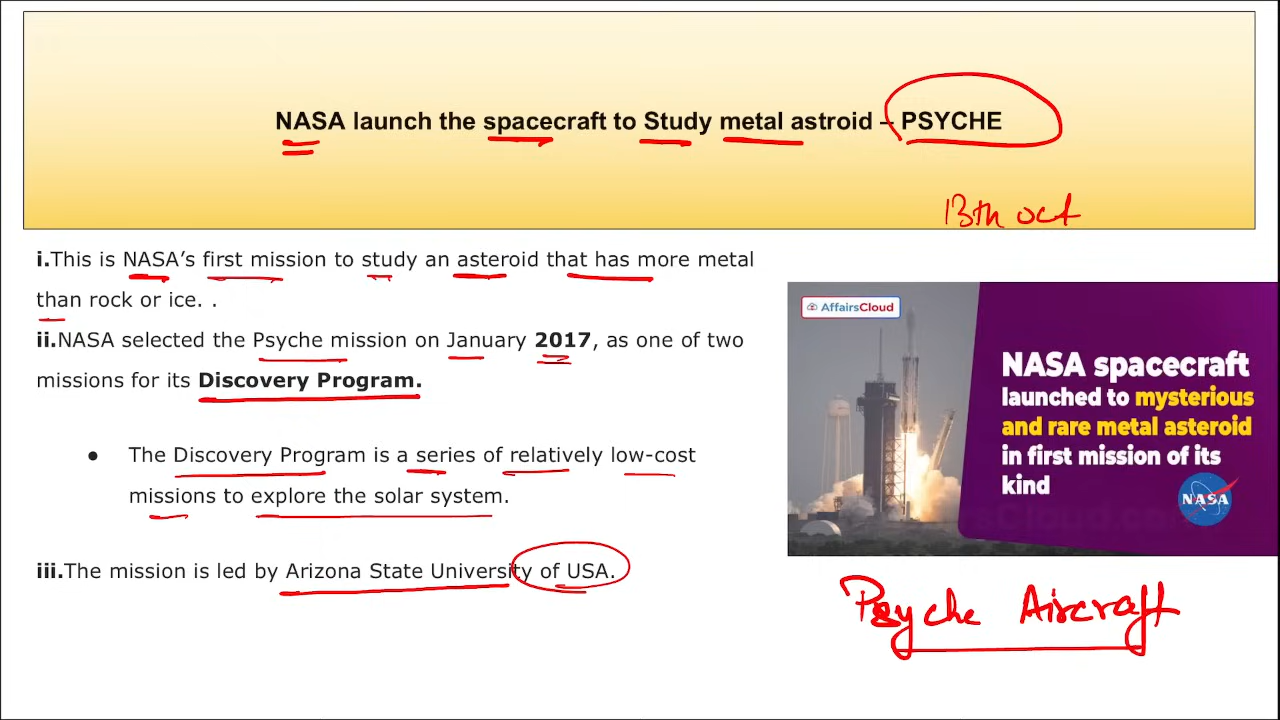 NASA launch the spacecraft to Study metal astroid – PSYCHE
13th oct
i.This is NASA's first mission to study an asteroid that has more metal
than rock or ice. .
ii.NASA selected the Psyche mission on January 2017, as one of two
missions for its Discovery Program.
● The Discovery Program is a series of relatively low-cost
missions to explore the solar system.
iii.The mission is led by Arizona State University of USA.
AffairsCloud
NASA spacecraft
launched to mysterious
and rare metal asteroid
in first mission of its
kind
NASA
Psyche Aircraft